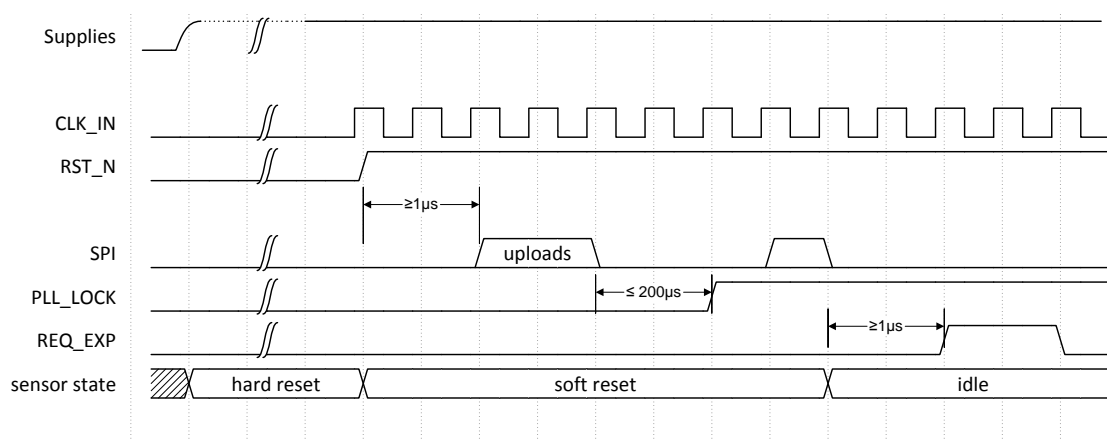 Supplies
CLK_IN
RST_N
≥1µs
SPI
uploads
PLL_LOCK
≤ 200µs
REQ_EXP
≥1µs
sensor state
hard reset
soft reset
idle